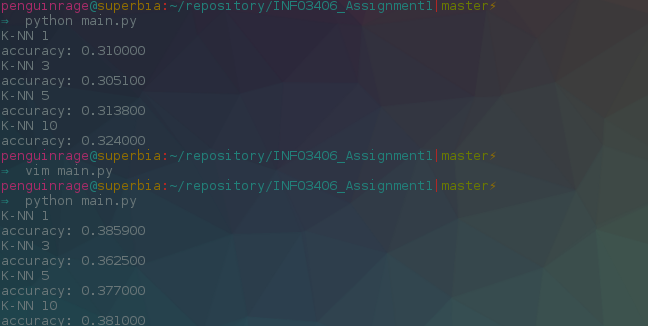 penguinrage@superbia:~/repository/INFO3406_Assignment1|master⚡
⇒  python main.py
K-NN 1
accuracy: 0.310000
K-NN 3
accuracy: 0.305100
K-NN 5
accuracy: 0.313800
K-NN 10
accuracy: 0.324000
penguinrage@superbia:~/repository/INFO3406_Assignment1|master⚡
⇒  vim main.py
penguinrage@superbia:~/repository/INFO3406_Assignment1|master⚡
⇒  python main.py
K-NN 1
accuracy: 0.385900
K-NN 3
accuracy: 0.362500
K-NN 5
accuracy: 0.377000
K-NN 10
accuracy: 0.381000